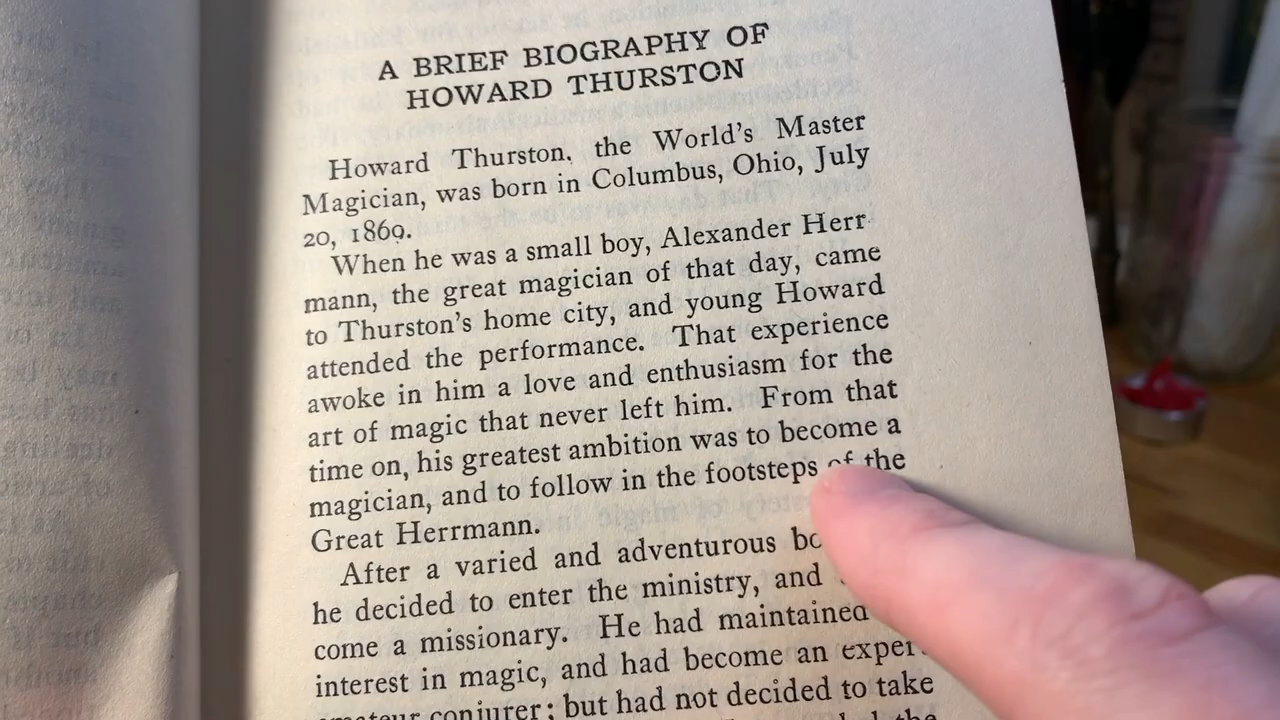 A BRIEF BIOGRAPHY OF
HOWARD THURSTON
Howard Thurston, the World's Master
Magician, was born in Columbus, Ohio, July
20, 1869.
When he was a small boy, Alexander Herr-
mann, the great magician of that day, came
to Thurston's home city, and young Howard
attended the performance. That experience
awoke in him a love and enthusiasm for the
art of magic that never left him. From that
time on, his greatest ambition was to become a
magician, and to follow in the footsteps of the
Great Herrmann.
After a varied and adventurous
he decided to enter the ministry, and
come a missionary. He had maintained
interest in magic, and had become an
conjurer; but had not decided to take
the